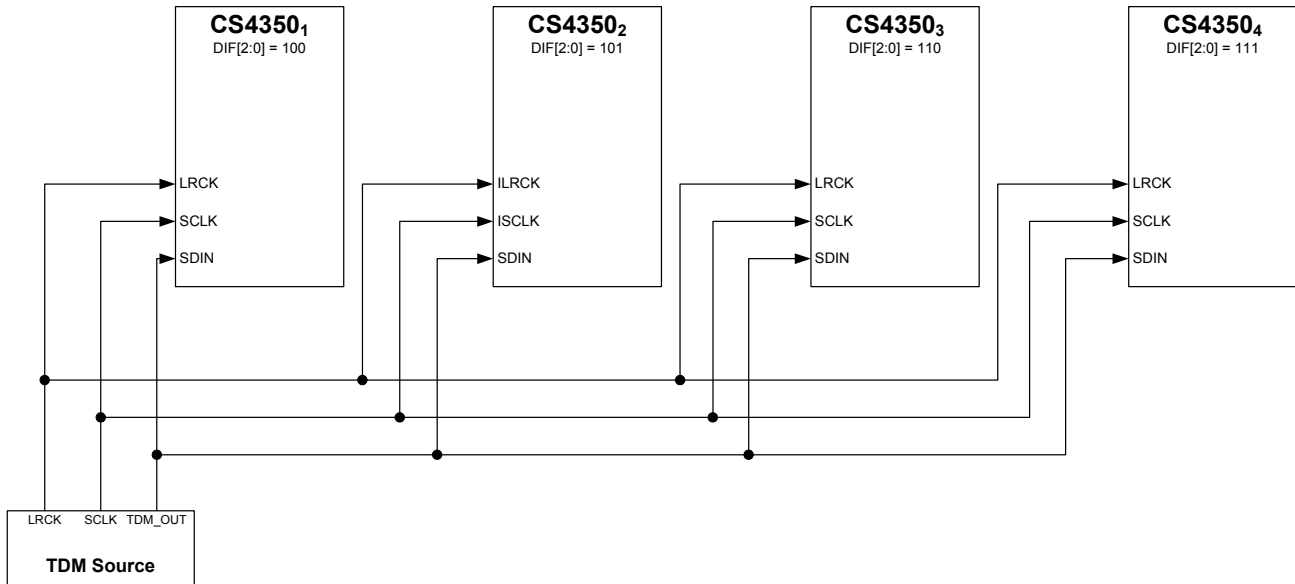 CS4350₁
DIF[2:0] = 100
LRCK
SCLK
SDIN
CS4350₂
DIF[2:0] = 101
ILRCK
ISCLK
SDIN
CS4350₃
DIF[2:0] = 110
LRCK
SCLK
SDIN
CS4350₄
DIF[2:0] = 111
LRCK
SCLK
SDIN
LRCK SCLK TDM_OUT
TDM Source